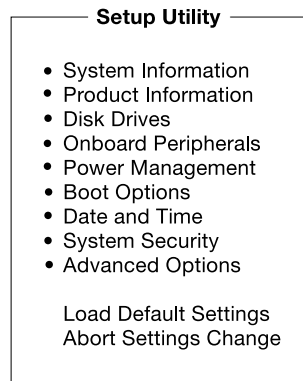 Setup Utility
• System Information
• Product Information
• Disk Drives
• Onboard Peripherals
• Power Management
• Boot Options
• Date and Time
• System Security
• Advanced Options
Load Default Settings
Abort Settings Change